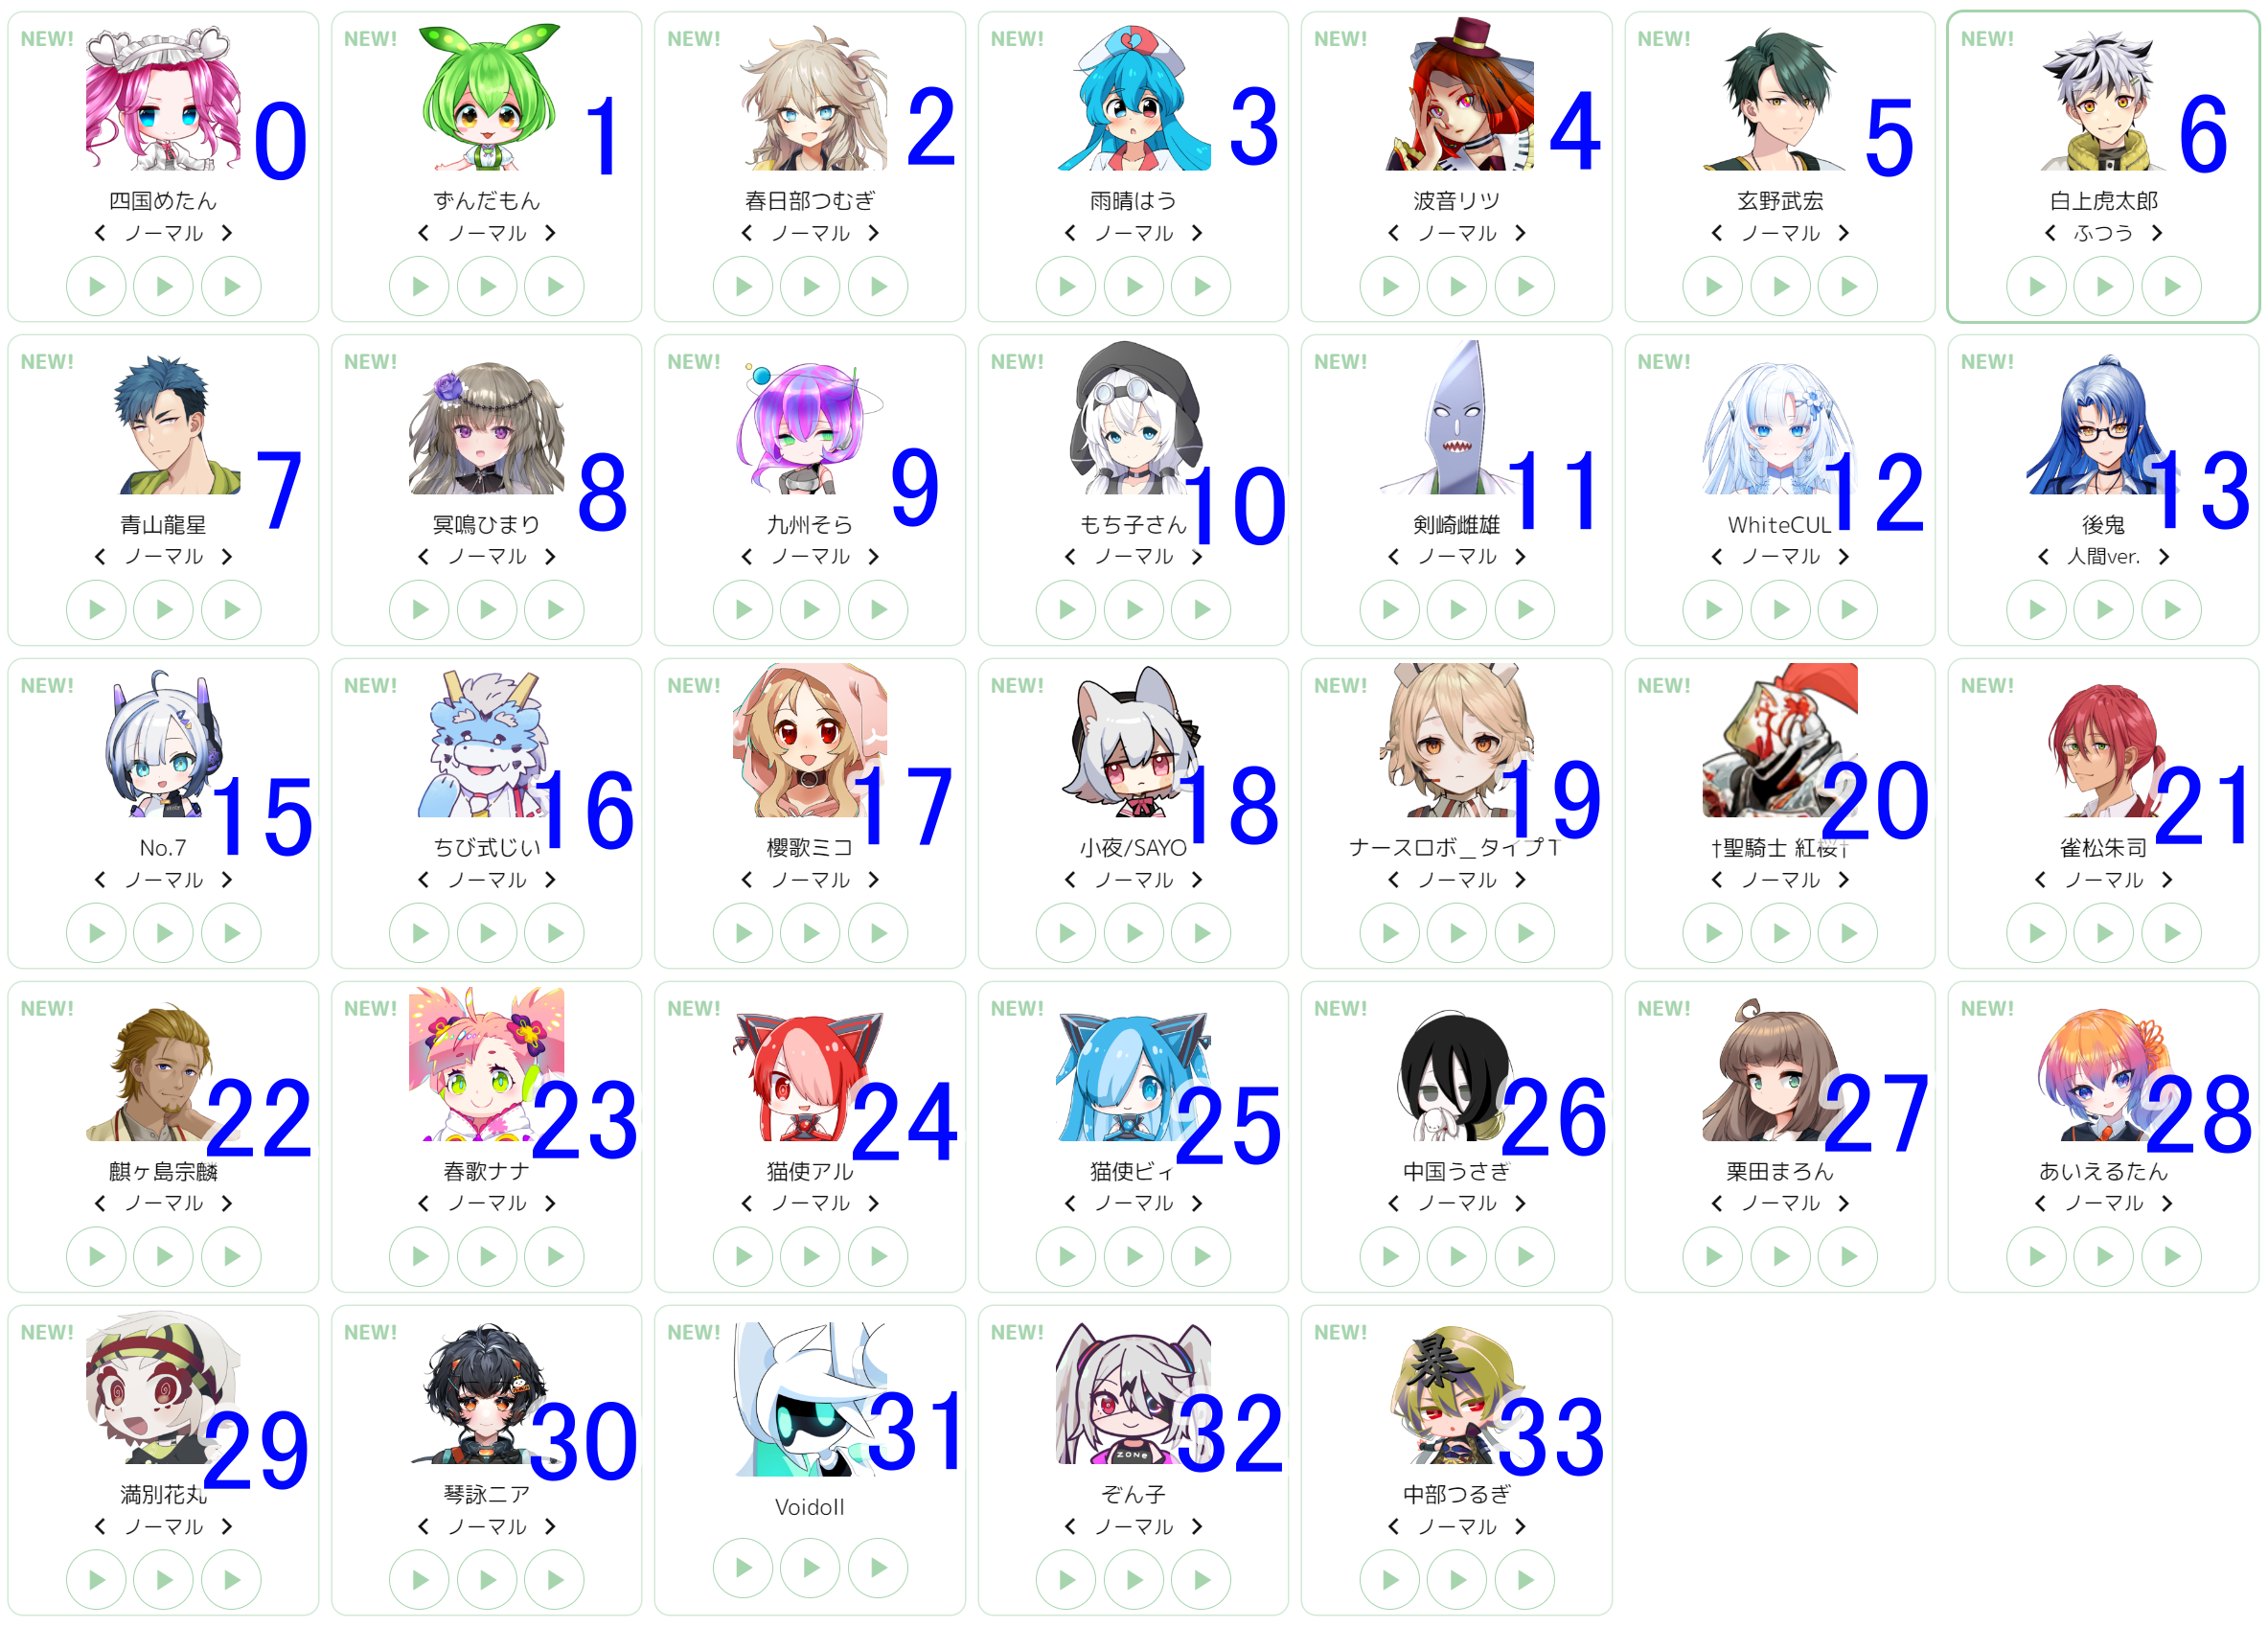 NEW! NEW! NEW! NEW! NEW! NEW! NEW!
0 1 2 3 4 5 6
四国めたん ずんだもん 春日部つむぎ 雨晴はう 波音リツ 玄野武宏 白上虎太郎
ノーマル ノーマル ノーマル ノーマル ノーマル ノーマル ふつう
NEW! NEW! NEW! NEW! NEW! NEW! NEW!
7 8 9 10 11 12 13
青山龍星 冥鳴ひまり 九州そら もち子さん 剣崎雌雄 WhiteCUL 後鬼
ノーマル ノーマル ノーマル ノーマル ノーマル ノーマル 人間ver.
NEW! NEW! NEW! NEW! NEW! NEW! NEW!
15 16 17 18 19 20 21
No.7 ちび式じい 櫻歌ミコ 小夜/SAYO ナースロボ＿タイプT †聖騎士 紅桜† 雀松朱司
ノーマル ノーマル ノーマル ノーマル ノーマル ノーマル ノーマル
NEW! NEW! NEW! NEW! NEW! NEW! NEW!
22 23 24 25 26 27 28
麒ヶ島宗麟 春歌ナナ 猫使アル 猫使ビィ 中国うさぎ 栗田まろん あいえるたん
ノーマル ノーマル ノーマル ノーマル ノーマル ノーマル ノーマル
NEW! NEW! NEW! NEW! NEW!
暴
ZONe
29 30 31 32 33
満別花丸 琴詠ニア Voidoll ぞん子 中部つるぎ
ノーマル ノーマル ノーマル ノーマル